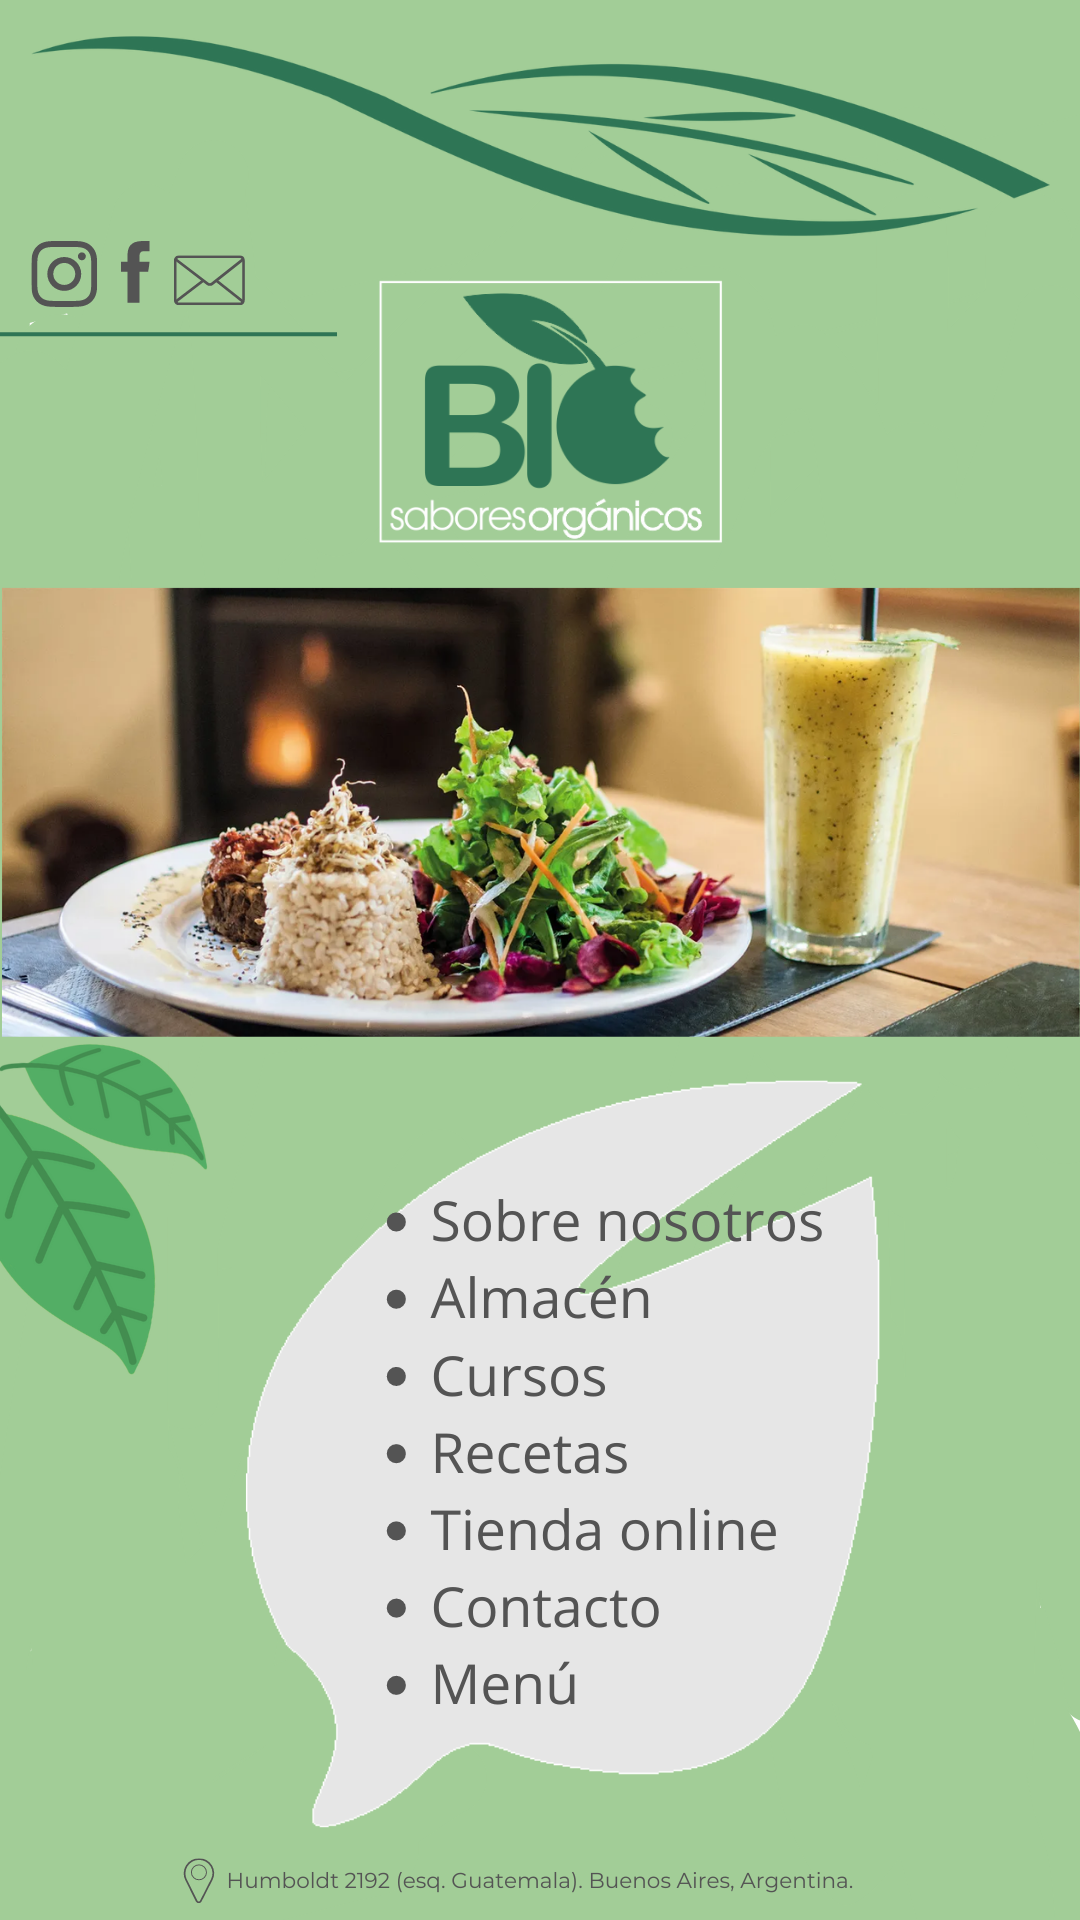 BIO
saboresorgánicos
• Sobre nosotros
• Almacén
• Cursos
• Recetas
• Tienda online
• Contacto
• Menú
Humboldt 2192 (esq. Guatemala). Buenos Aires, Argentina.